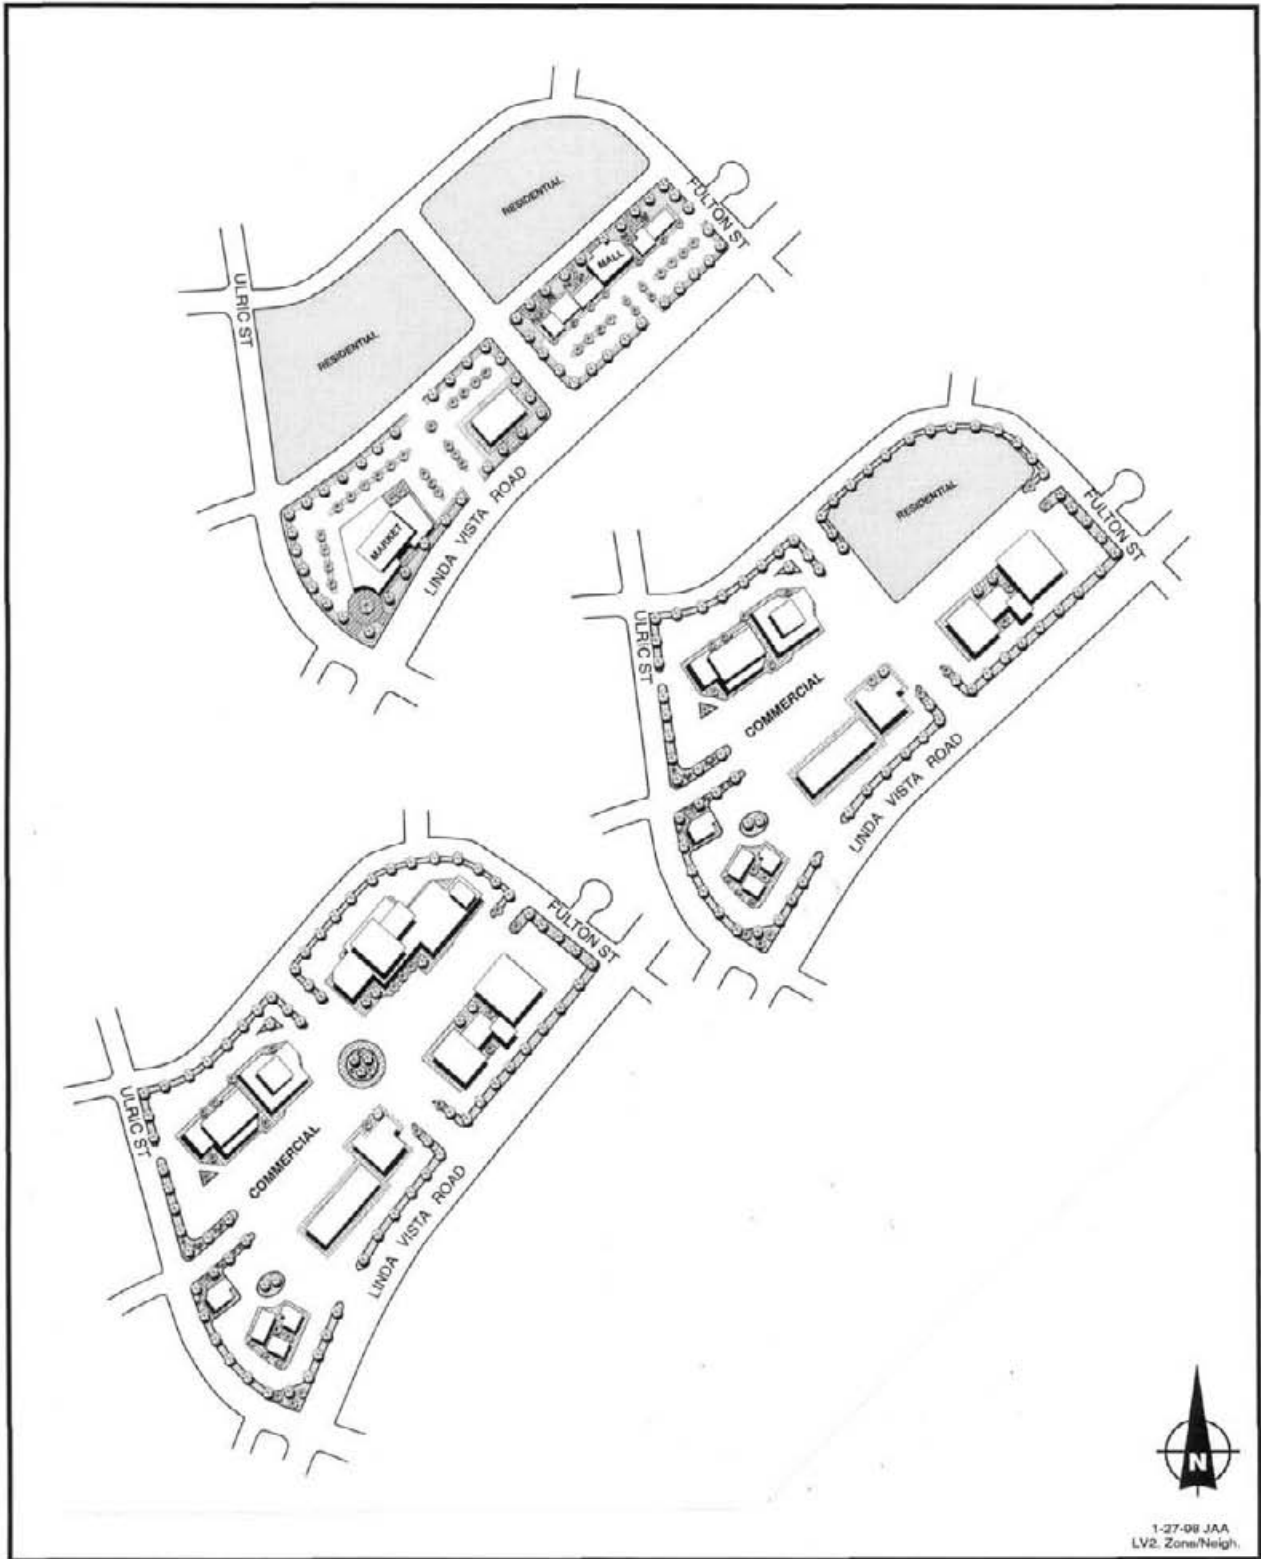 RESIDENTIAL
FULTON ST
MALL
ULRIC ST
RESIDENTIAL
MARKET
LINDA VISTA ROAD
RESIDENTIAL
FULTON ST
ULRIC ST
COMMERCIAL
LINDA VISTA ROAD
FULTON ST
ULRIC ST
COMMERCIAL
LINDA VISTA ROAD
N
1-27-98 JAA
LV2. Zone/Neigh.